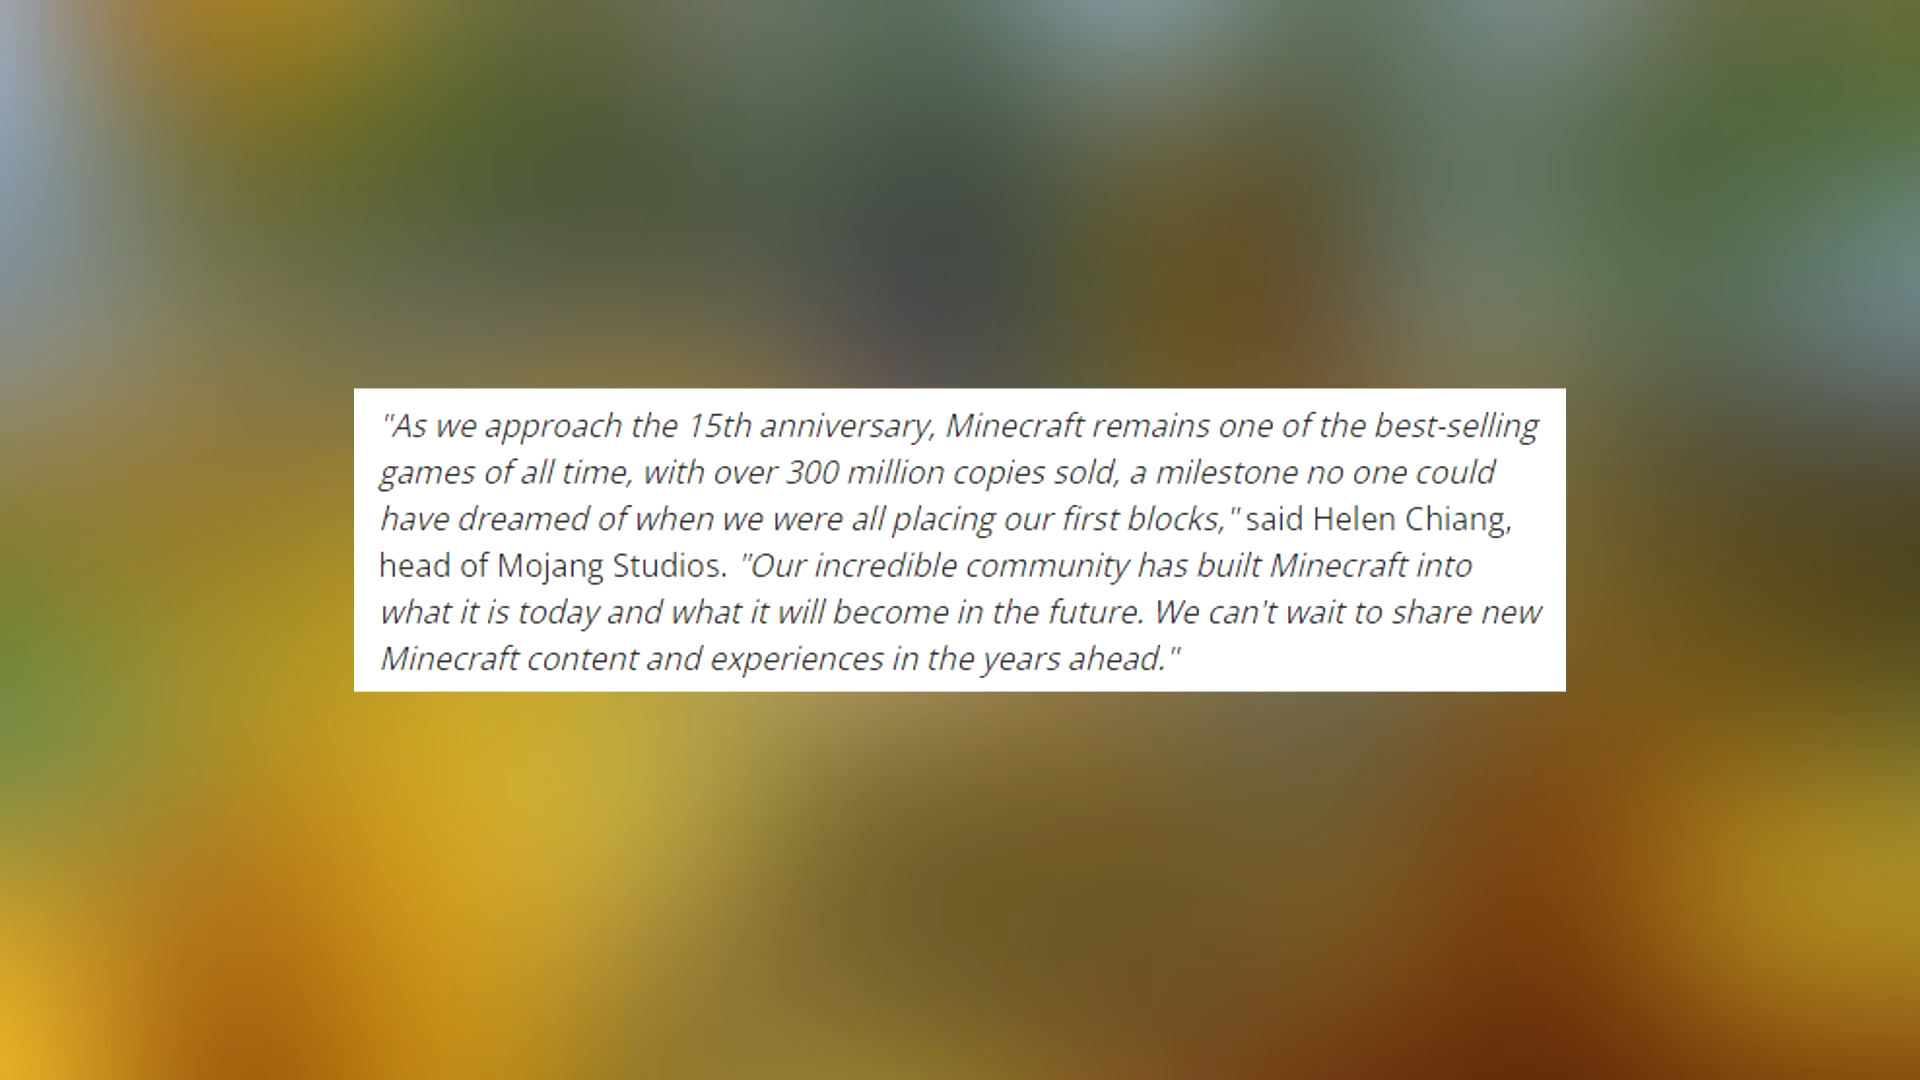 "As we approach the 15th anniversary, Minecraft remains one of the best-selling
games of all time, with over 300 million copies sold, a milestone no one could
have dreamed of when we were all placing our first blocks," said Helen Chiang,
head of Mojang Studios. "Our incredible community has built Minecraft into
what it is today and what it will become in the future. We can't wait to share new
Minecraft content and experiences in the years ahead."